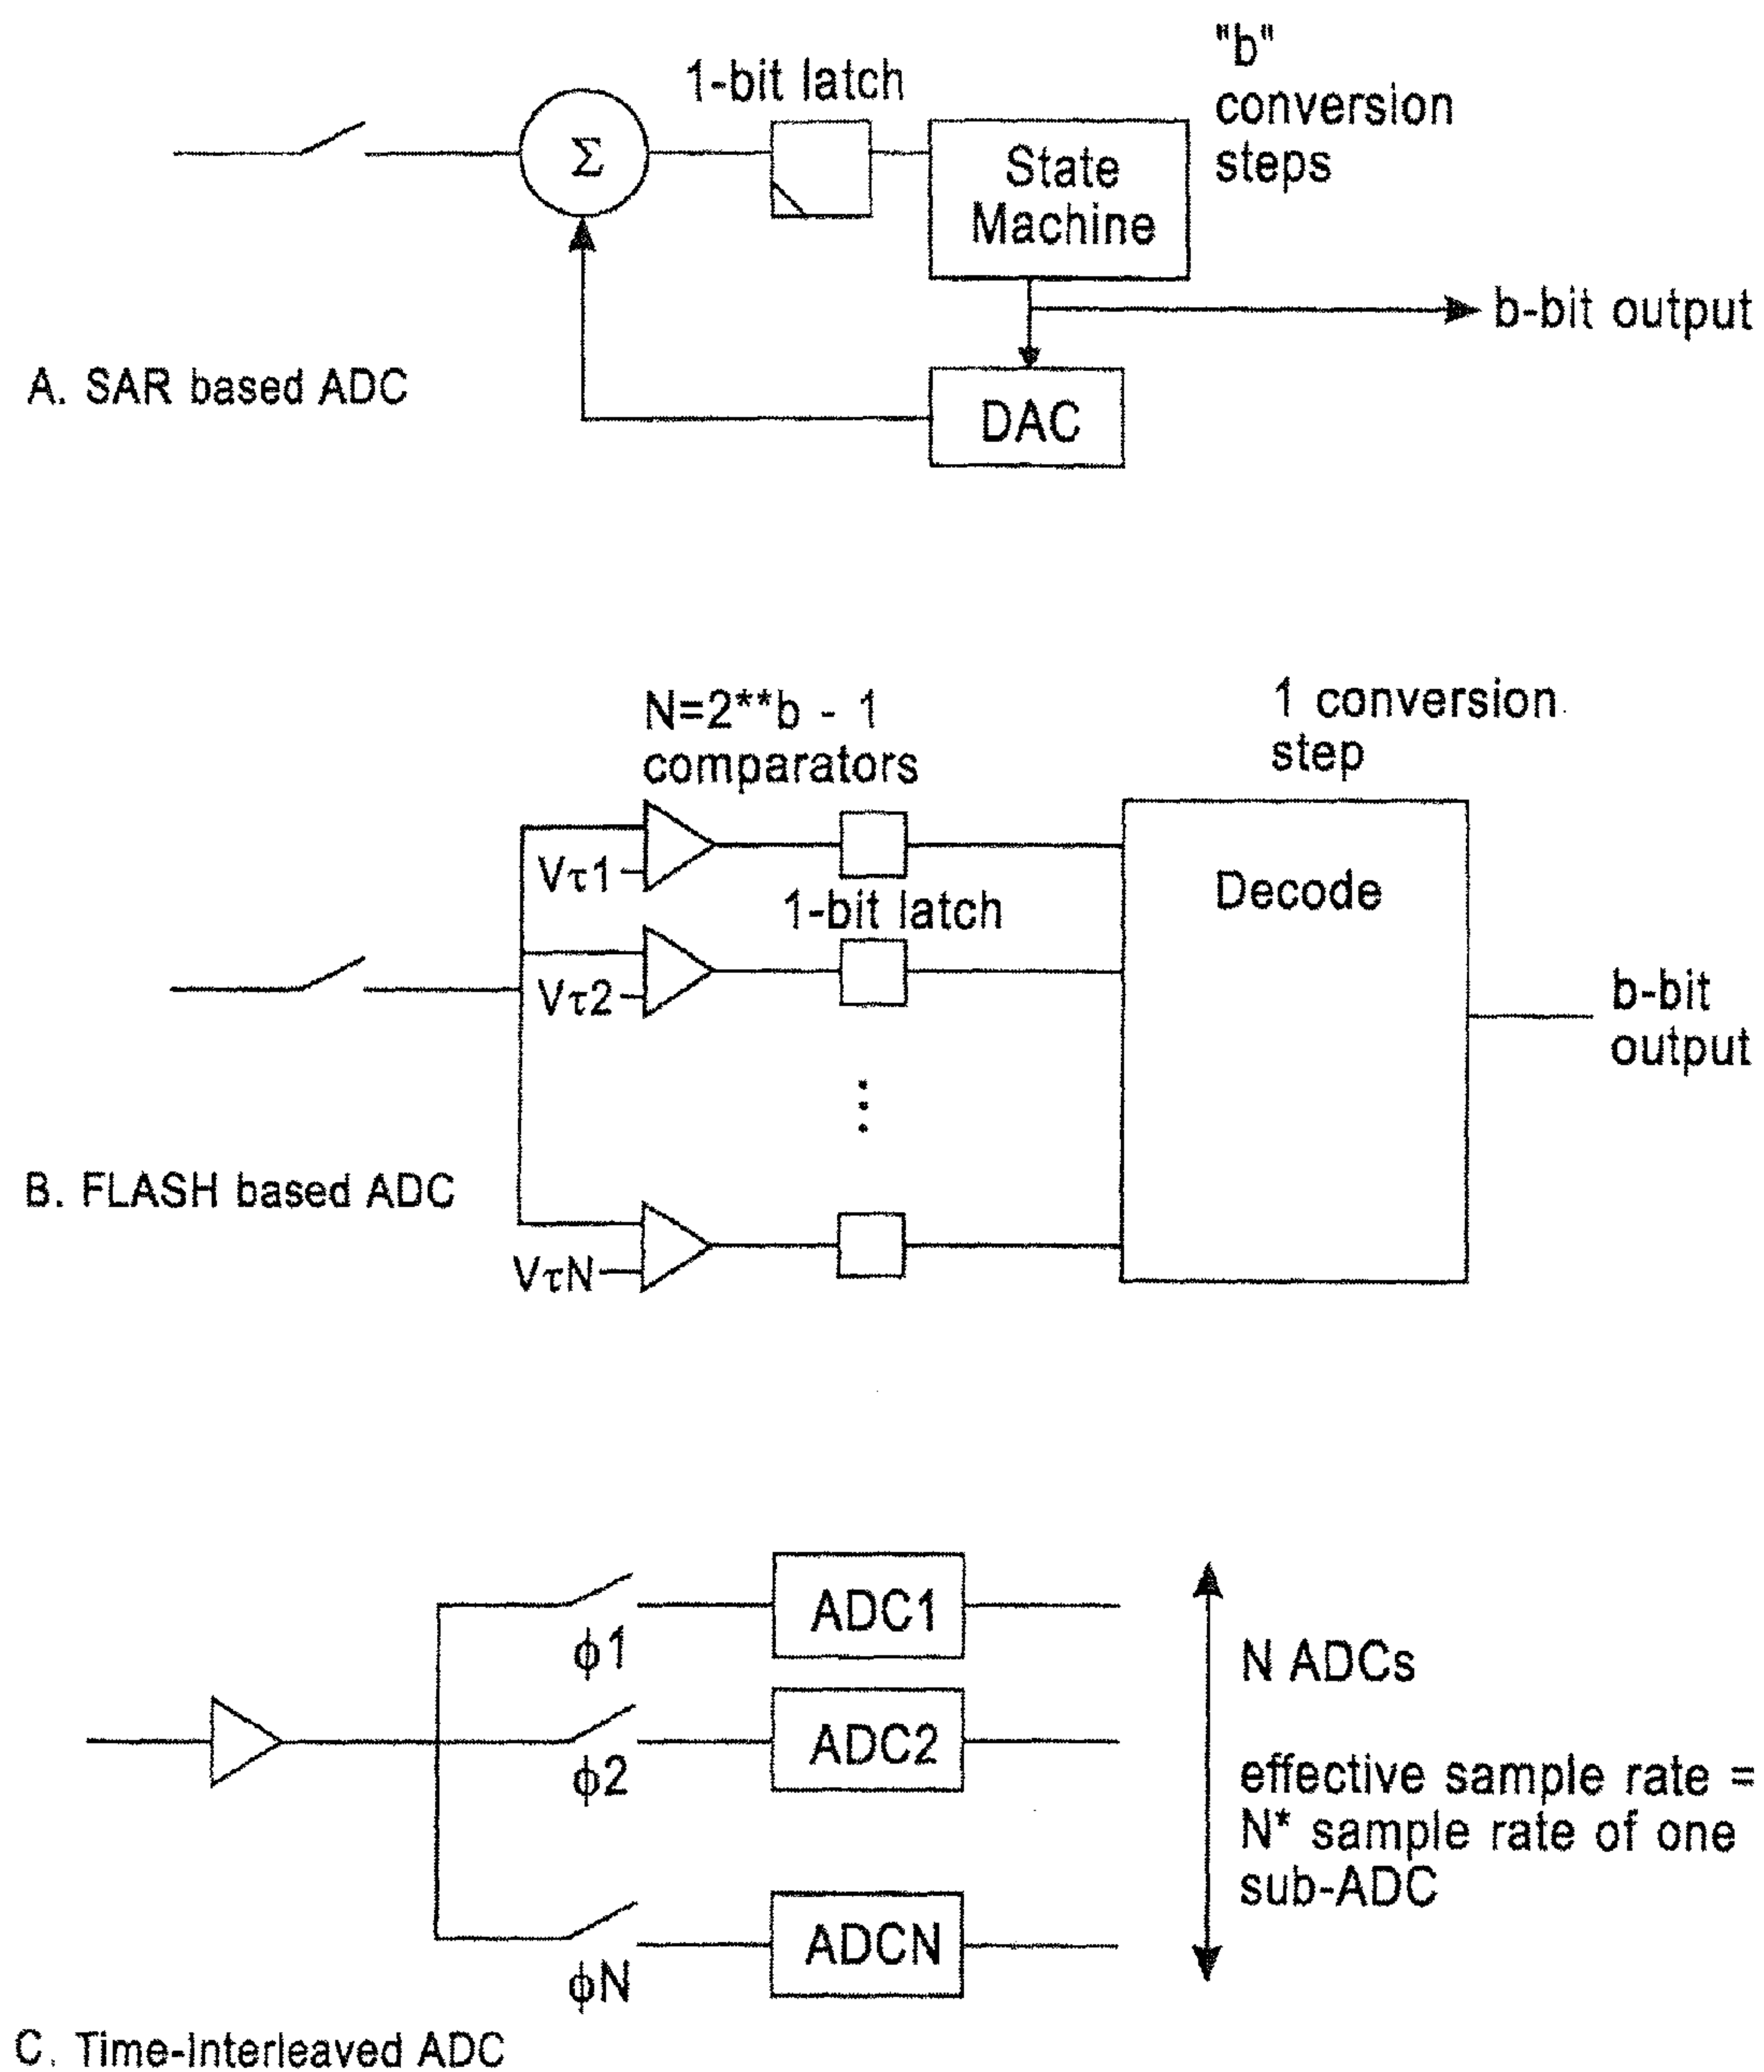 "b"
conversion
steps
1-bit latch
Σ
State
Machine
b-bit output
DAC
A. SAR based ADC
N=2**b - 1
comparators
1 conversion
step
Vτ1
1-bit latch
Decode
Vτ2
b-bit
output
VτN
B. FLASH based ADC
ADC1
ϕ1
ADC2
ϕ2
ADCN
ϕN
N ADCs
effective sample rate =
N* sample rate of one
sub-ADC
C. Time-Interleaved ADC